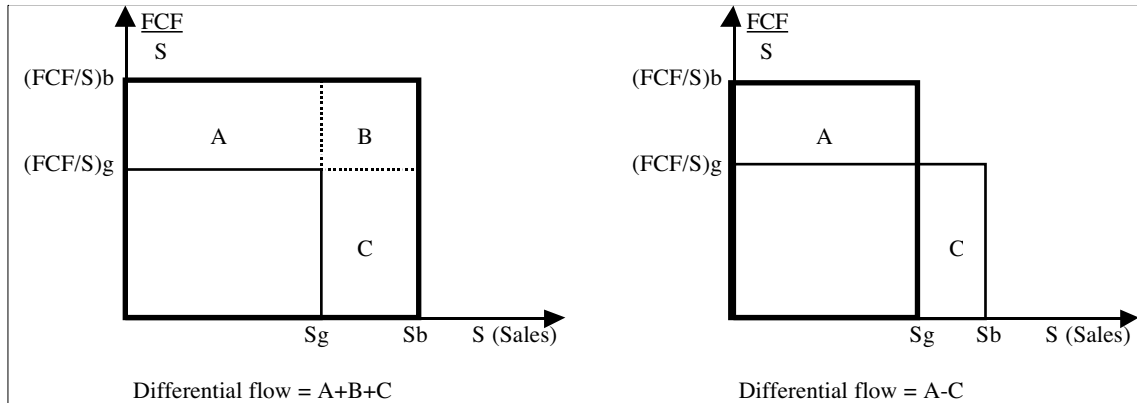 FCF
S
(FCF/S)b
A
B
(FCF/S)g
C
Sg
Sb
S (Sales)
Differential flow = A+B+C
FCF
S
(FCF/S)b
A
(FCF/S)g
C
Sg
Sb
S (Sales)
Differential flow = A-C